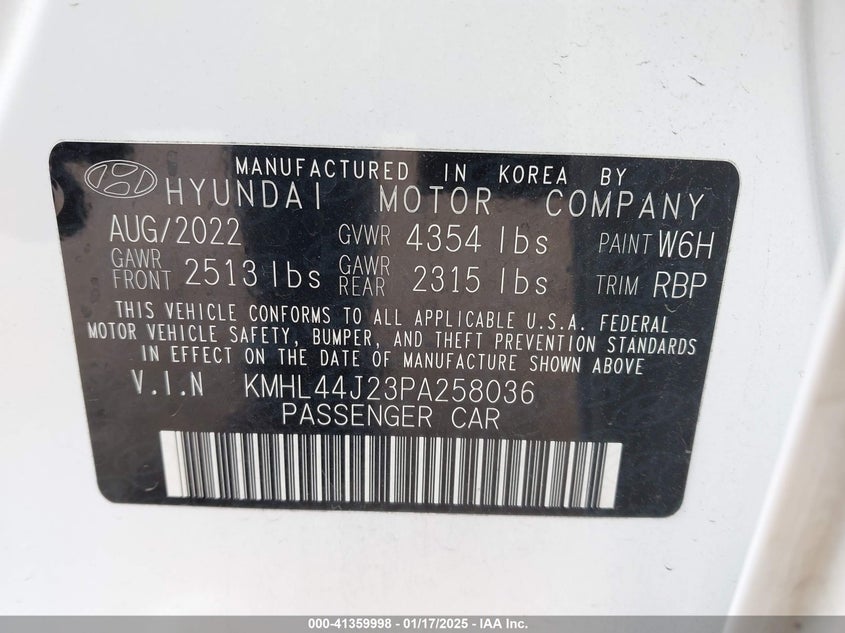 MANUFACTURED IN KOREA BY
HYUNDAI MOTOR COMPANY
AUG/2022 GVWR 4354 lbs PAINT W6H
GAWR FRONT 2513 lbs GAWR REAR 2315 lbs TRIM RBP
THIS VEHICLE CONFORMS TO ALL APPLICABLE U.S.A. FEDERAL
MOTOR VEHICLE SAFETY, BUMPER, AND THEFT PREVENTION STANDARDS
IN EFFECT ON THE DATE OF MANUFACTURE SHOWN ABOVE
V.I.N KMHL44J23PA258036
PASSENGER CAR
000-41359998 - 01/17/2025 - IAA Inc.